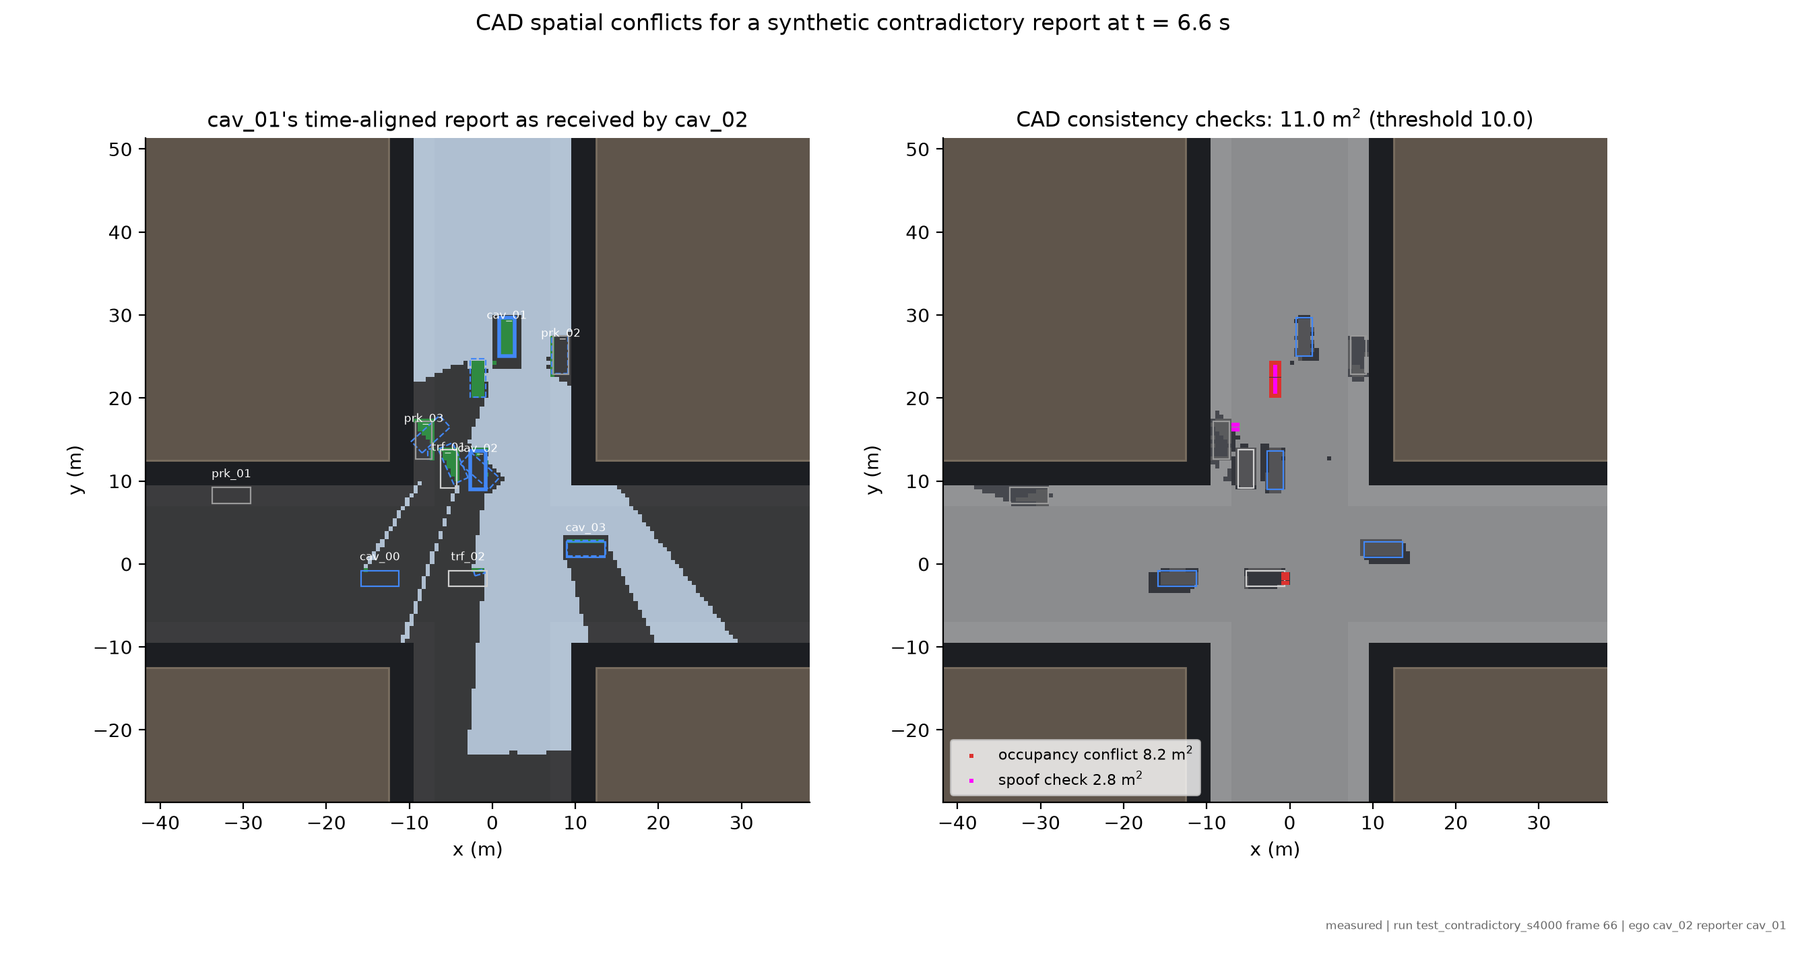 CAD spatial conflicts for a synthetic contradictory report at t = 6.6 s
cav_01's time-aligned report as received by cav_02
50
40
30
20
10
0
−10
−20
−40
−30
−20
−10
0
10
20
30
x (m)
y (m)
cav_01
prk_02
prk_03
trf_01
cav_02
prk_01
cav_03
cav_00
trf_02
CAD consistency checks: 11.0 m² (threshold 10.0)
50
40
30
20
10
0
−10
−20
−40
−30
−20
−10
0
10
20
30
x (m)
y (m)
occupancy conflict 8.2 m²
spoof check 2.8 m²
measured | run test_contradictory_s4000 frame 66 | ego cav_02 reporter cav_01